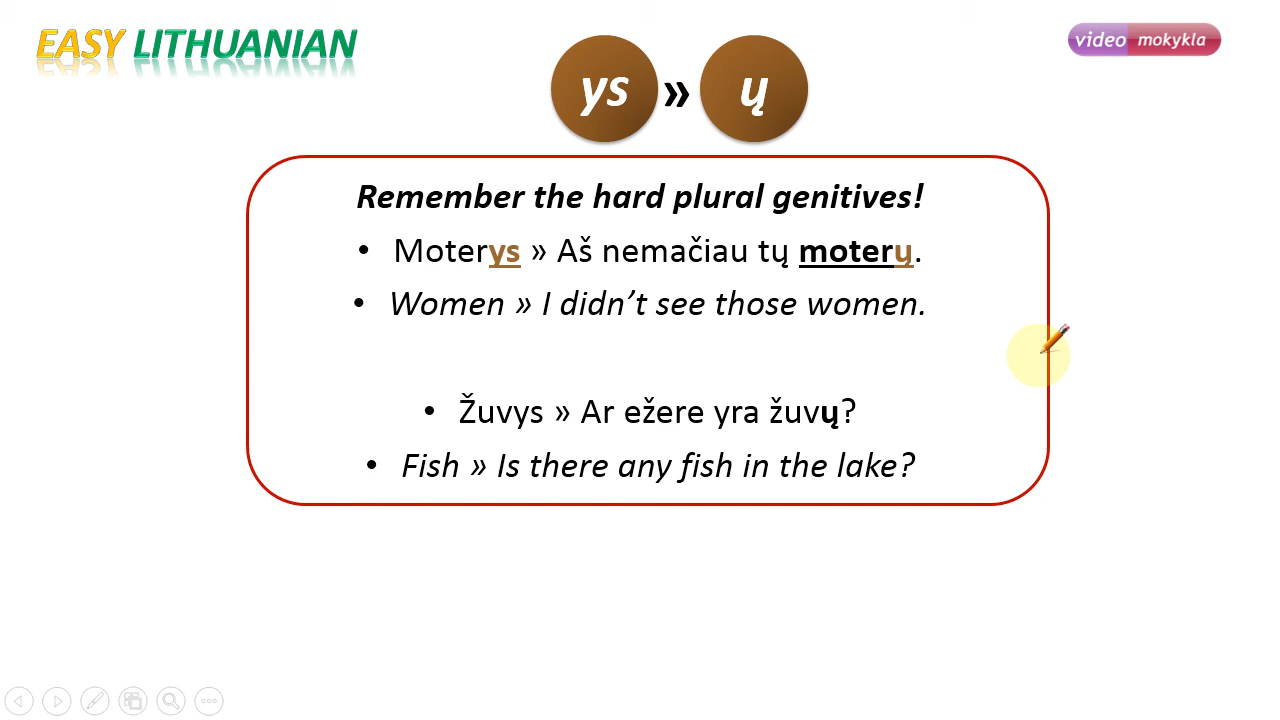 EASY LITHUANIAN
video mokykla
ys » ų
Remember the hard plural genitives!
• Moterys » Aš nemačiau tų moterų.
• Women » I didn’t see those women.
• Žuvys » Ar ežere yra žuvų?
• Fish » Is there any fish in the lake?